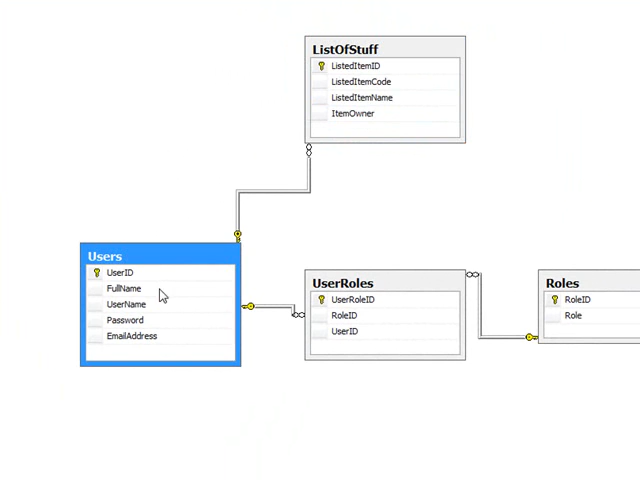 ListOfStuff
ListedItemID
ListedItemCode
ListedItemName
ItemOwner
Users
UserID
FullName
UserName
Password
EmailAddress
UserRoles
UserRoleID
RoleID
UserID
Roles
RoleID
Role